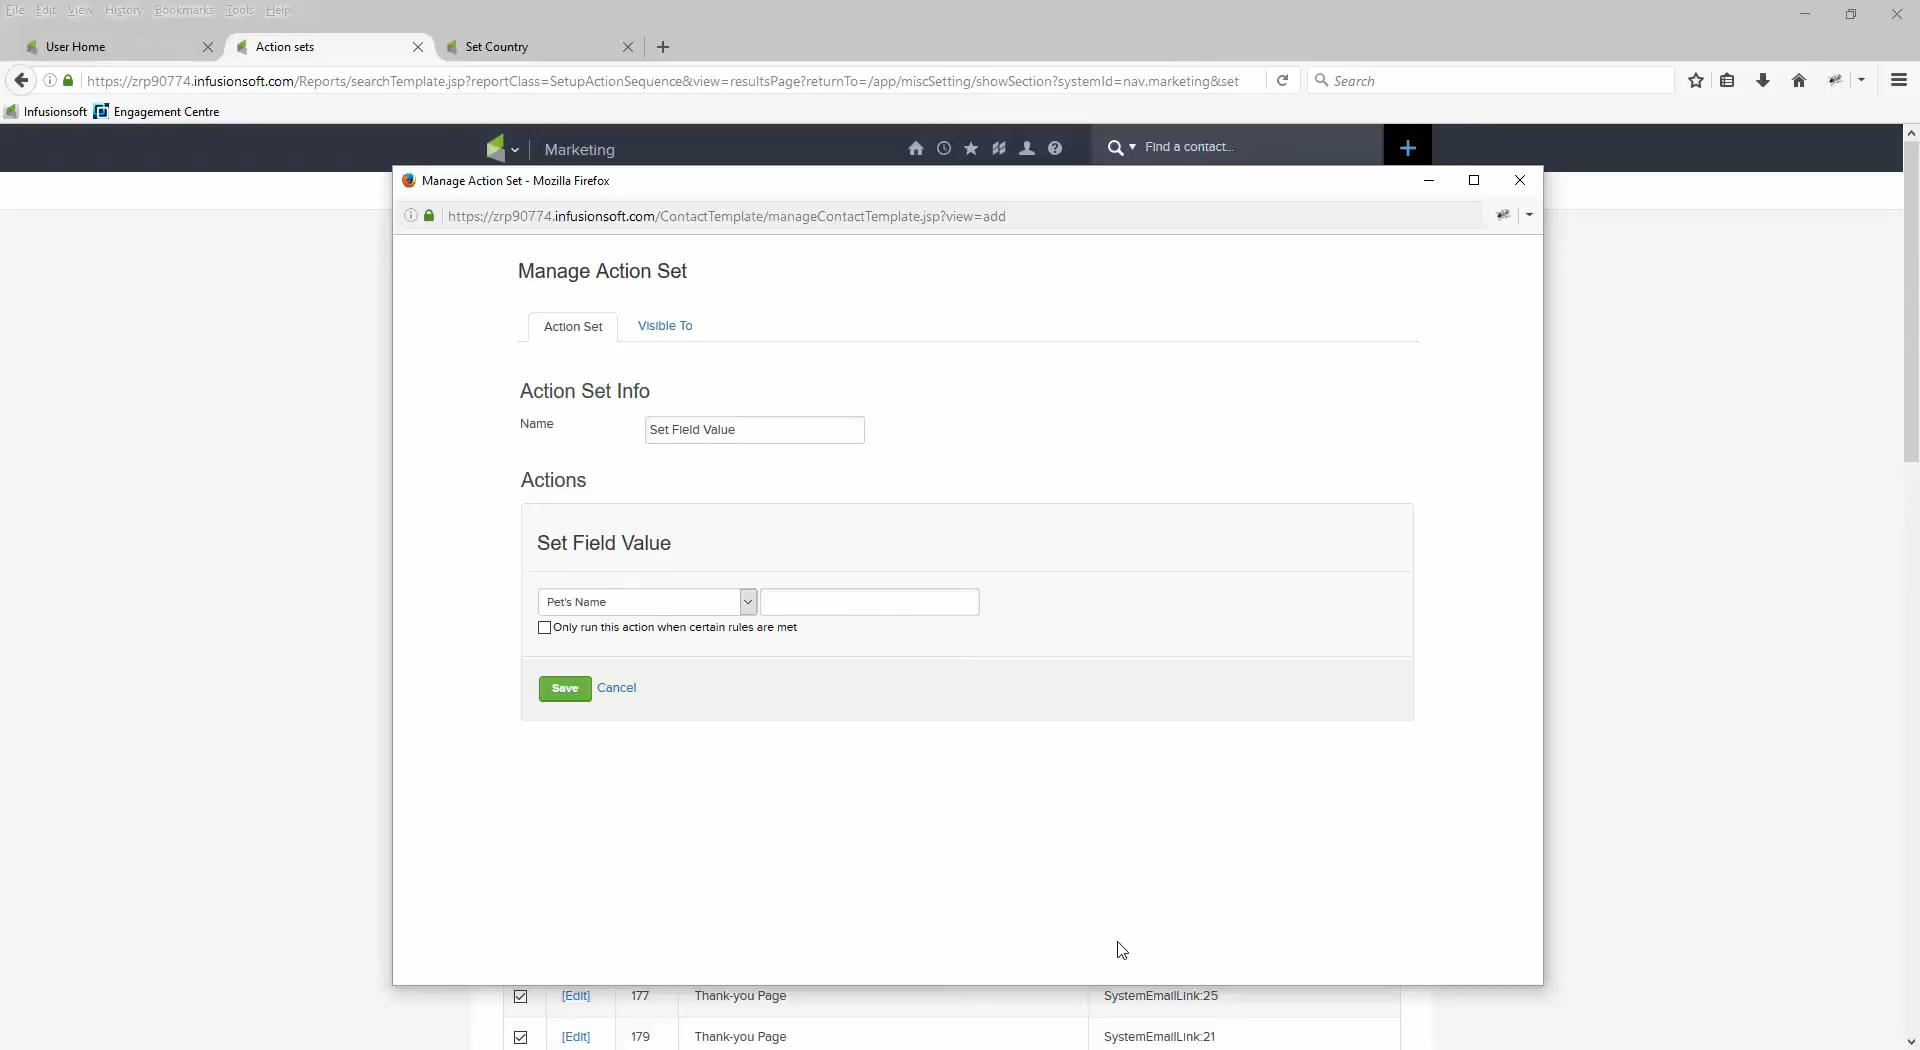 File Edit View History Bookmarks Tools Help
User Home
Action sets
Set Country
https://zrp90774.infusionsoft.com/Reports/searchTemplate.jsp?reportClass=SetupActionSequence&view=resultsPage?returnTo=/app/miscSetting/showSection?systemId=nav.marketing&set
Search
Infusionsoft Engagement Centre
Marketing
Find a contact...
Manage Action Set - Mozilla Firefox
https://zrp90774.infusionsoft.com/ContactTemplate/manageContactTemplate.jsp?view=add
Manage Action Set
Action Set Visible To
Action Set Info
Name Set Field Value
Actions
Set Field Value
Pet's Name
Only run this action when certain rules are met
Save Cancel
[Edit] 177 Thank-you Page SystemEmailLink:25
[Edit] 179 Thank-you Page SystemEmailLink:21